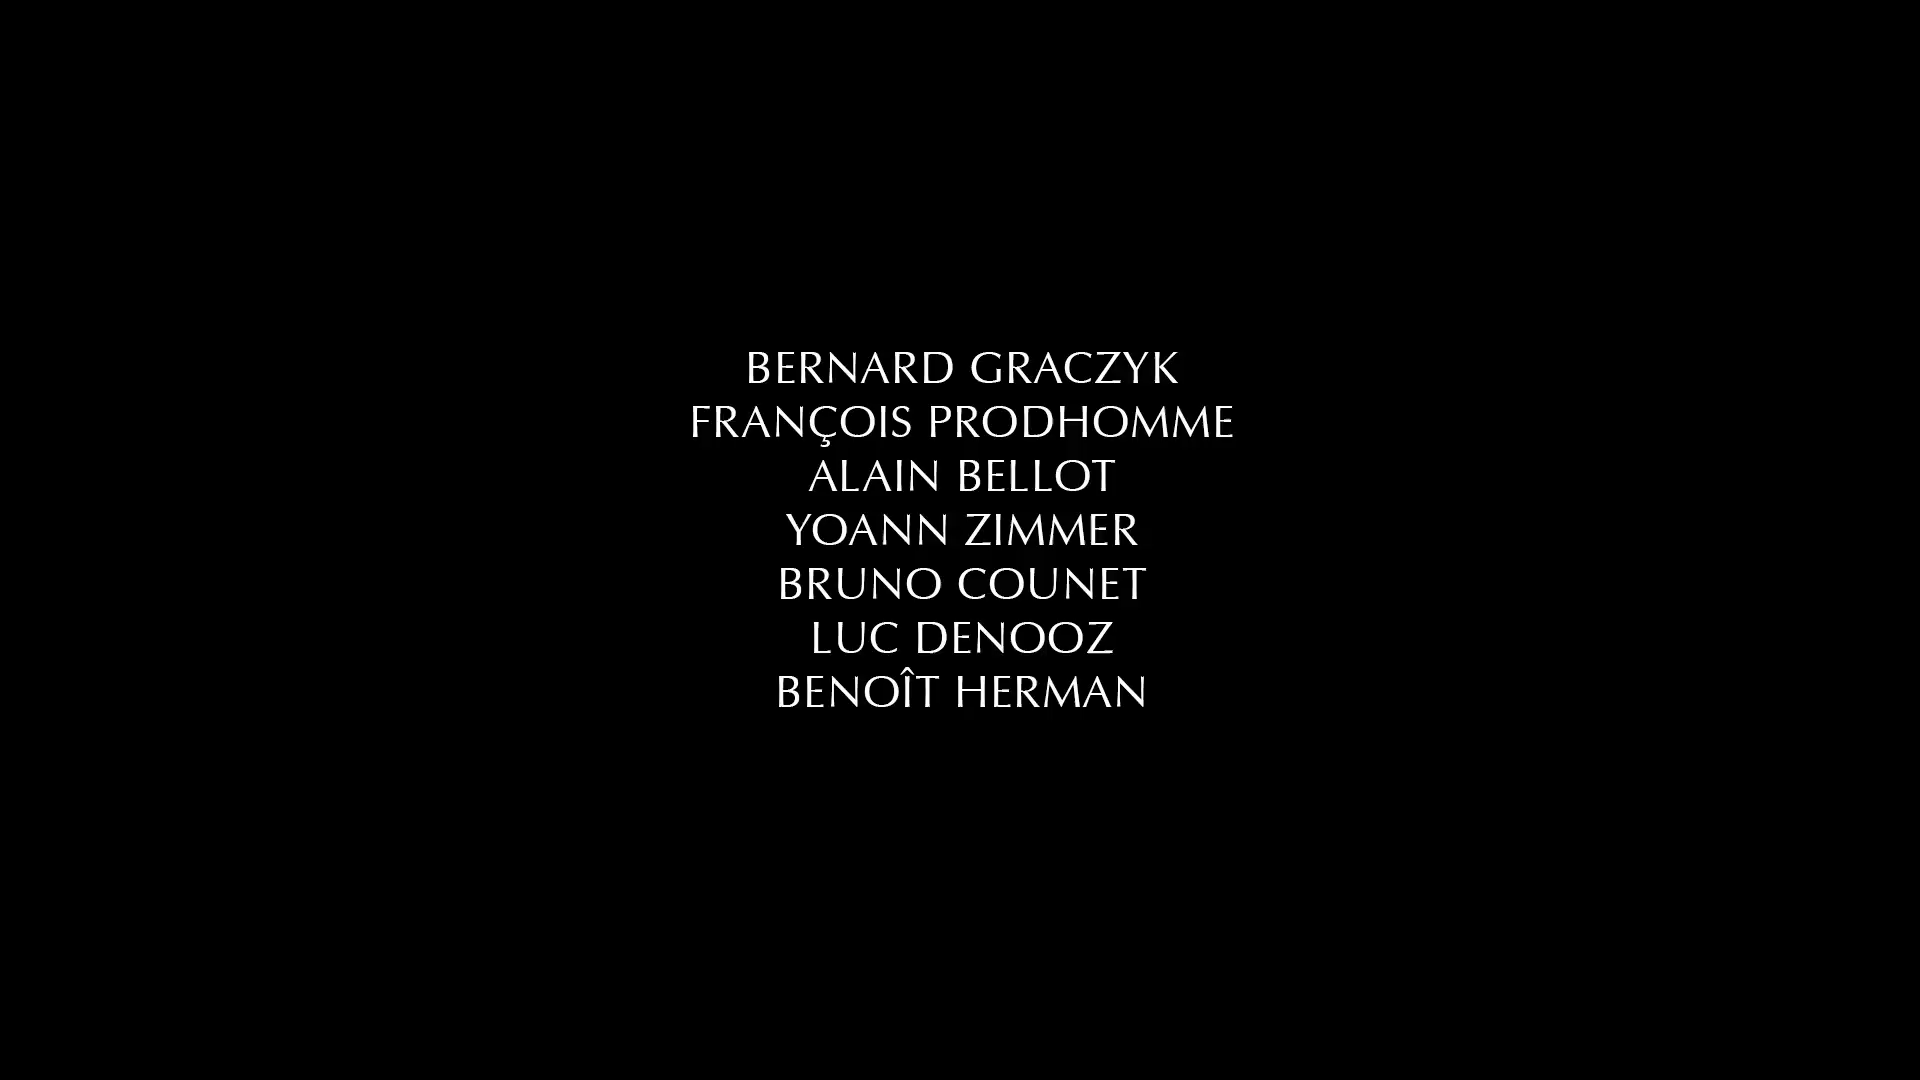 BERNARD GRACZYK
FRANÇOIS PRODHOMME
ALAIN BELLOT
YOANN ZIMMER
BRUNO COUNET
LUC DENOOZ
BENOÎT HERMAN